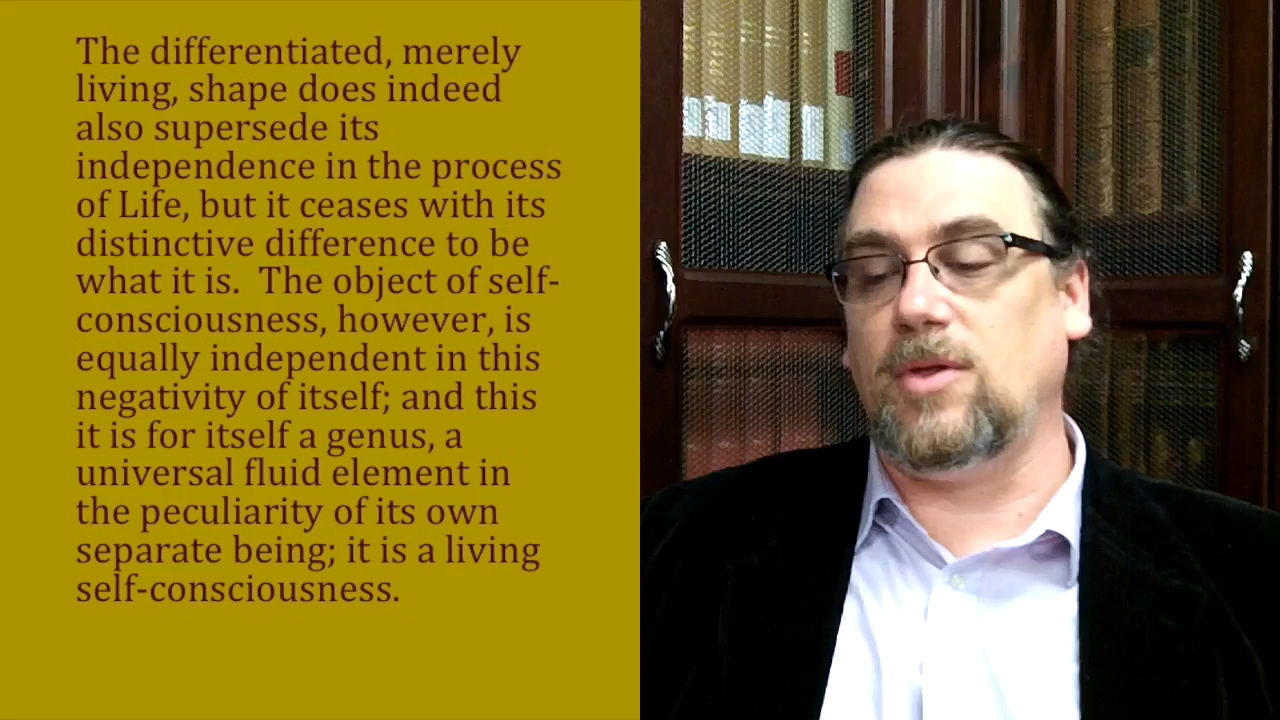 The differentiated, merely
living, shape does indeed
also supersede its
independence in the process
of Life, but it ceases with its
distinctive difference to be
what it is.  The object of self-
consciousness, however, is
equally independent in this
negativity of itself; and this
it is for itself a genus, a
universal fluid element in
the peculiarity of its own
separate being; it is a living
self-consciousness.